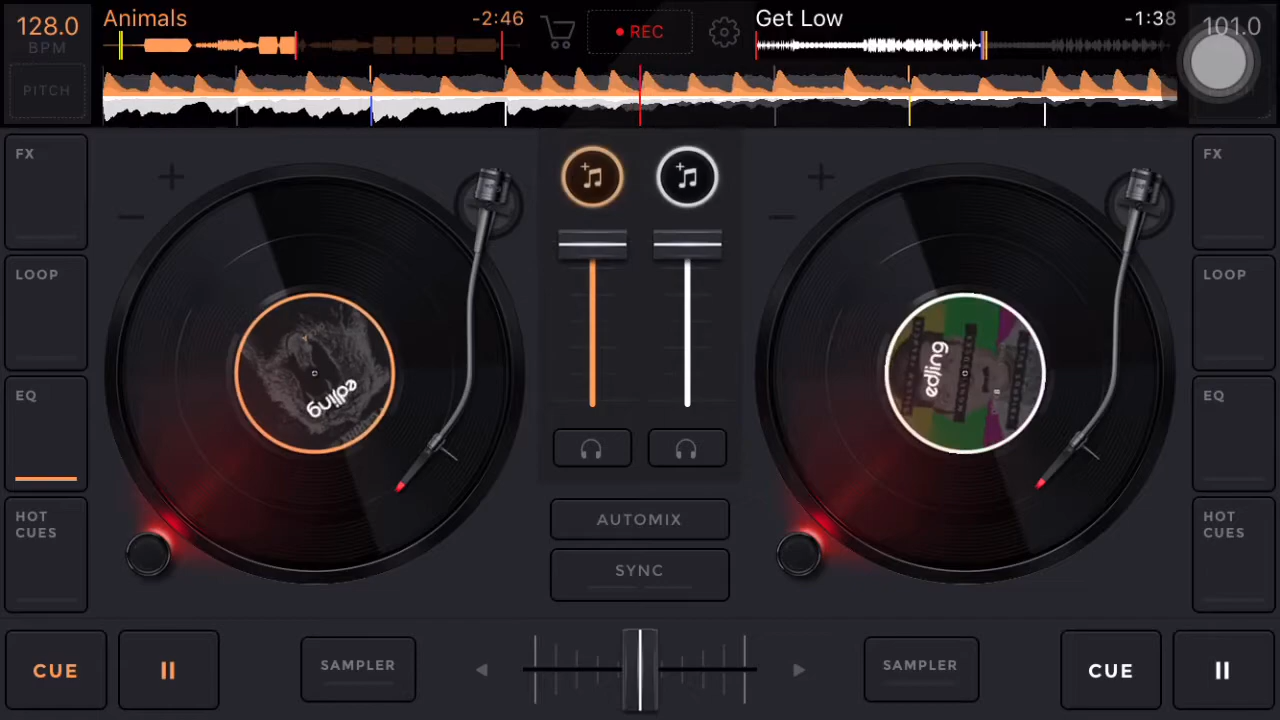 128.0
BPM
PITCH
Animals
-2:46
REC
Get Low
-1:38
101.0
FX
LOOP
EQ
HOT
CUES
edjing
edjing
AUTOMIX
SYNC
FX
LOOP
EQ
HOT
CUES
CUE
SAMPLER
SAMPLER
CUE